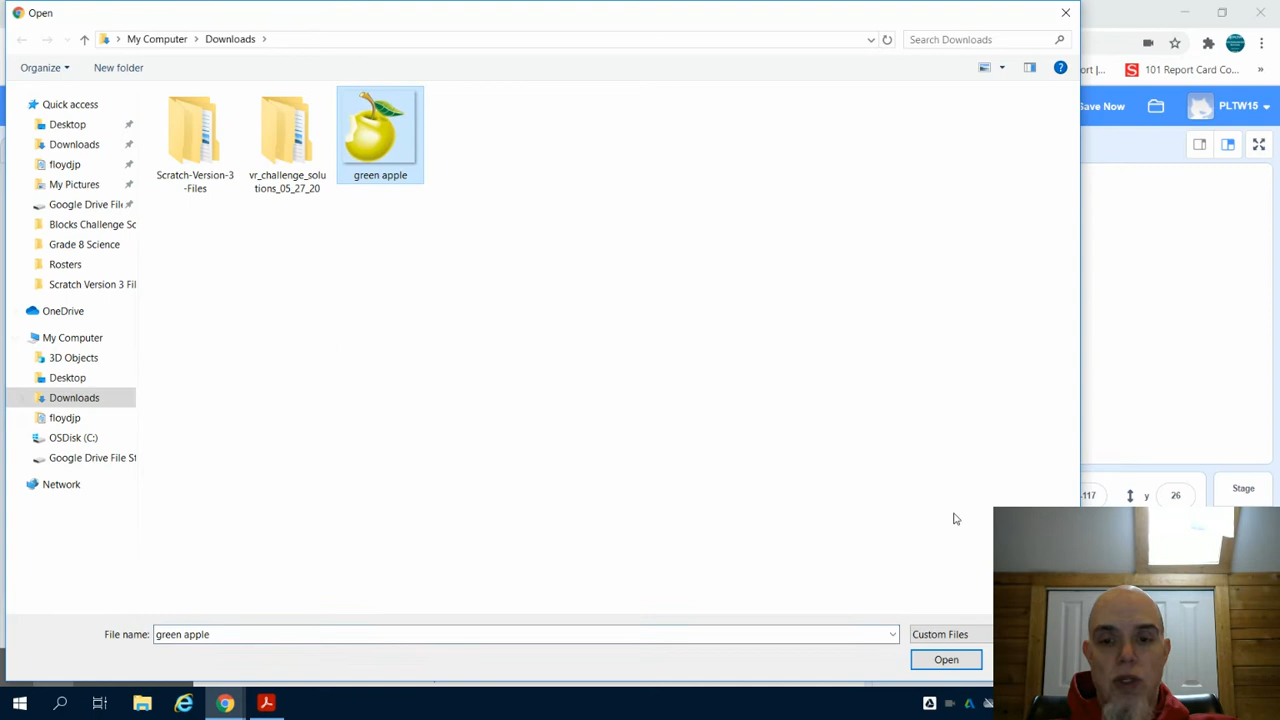 Open
My Computer
Downloads
Search Downloads
Organize
New folder
101 Report Card Co...
Quick access
Desktop
Downloads
floydjp
My Pictures
Google Drive Fil
Blocks Challenge Sc
Grade 8 Science
Rosters
Scratch Version 3 Fil
OneDrive
My Computer
3D Objects
Desktop
Downloads
floydjp
OSDisk (C:)
Google Drive File St
Network
Scratch-Version-3
-Files
vr_challenge_solu
tions_05_27_20
green apple
ave Now
PLTW15
-117
y
26
Stage
File name:
green apple
Custom Files
Open